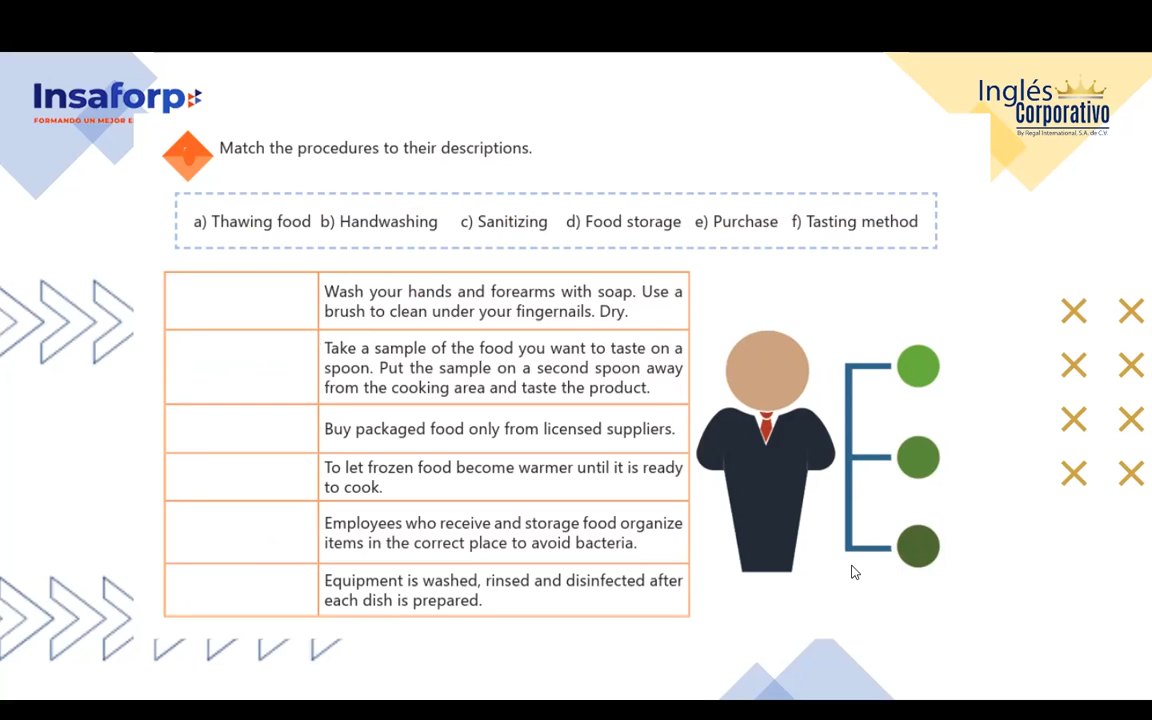 Insaforp
FORMANDO UN MEJOR E
Inglés
Corporativo
By Regal International, S.A. de C.V.
Match the procedures to their descriptions.
a) Thawing food b) Handwashing c) Sanitizing d) Food storage e) Purchase f) Tasting method
Wash your hands and forearms with soap. Use a
brush to clean under your fingernails. Dry.
Take a sample of the food you want to taste on a
spoon. Put the sample on a second spoon away
from the cooking area and taste the product.
Buy packaged food only from licensed suppliers.
To let frozen food become warmer until it is ready
to cook.
Employees who receive and storage food organize
items in the correct place to avoid bacteria.
Equipment is washed, rinsed and disinfected after
each dish is prepared.